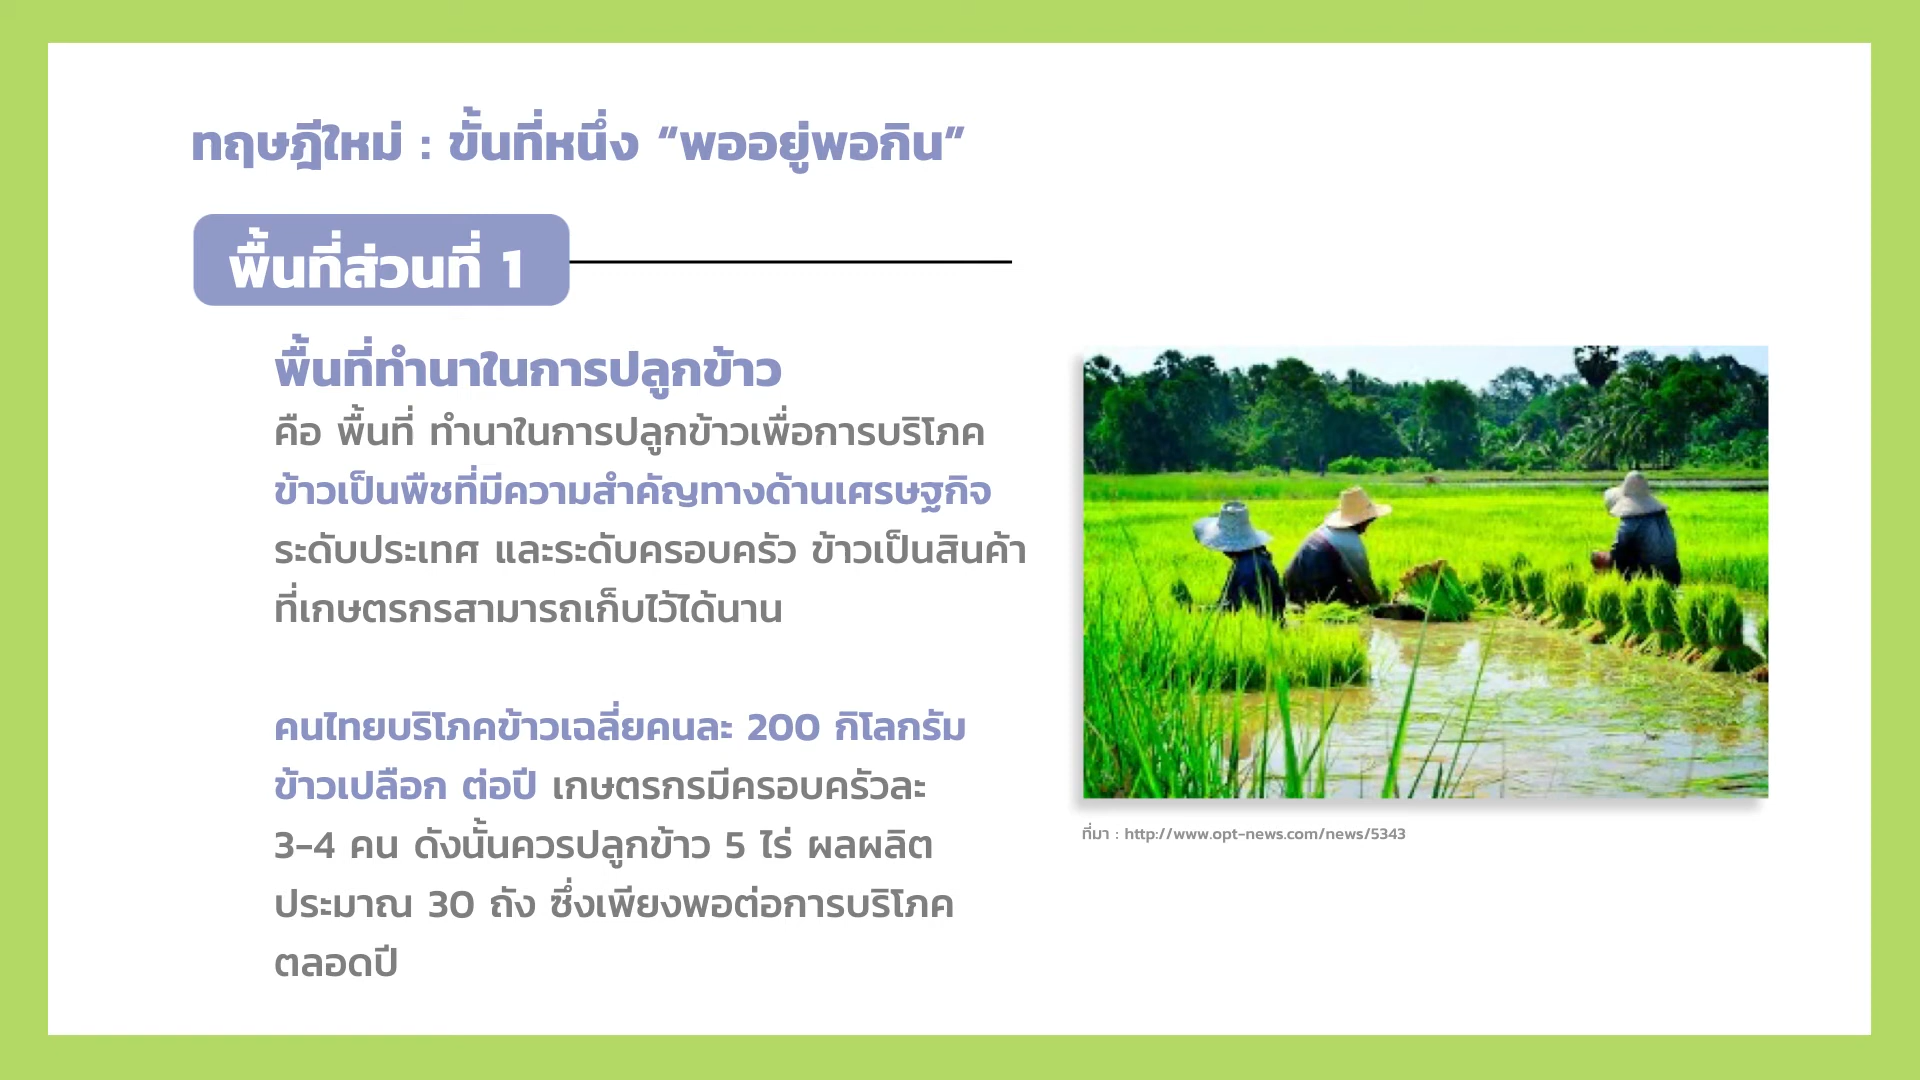 ทฤษฎีใหม่ : ขั้นที่หนึ่ง “พออยู่พอกิน”
พื้นที่ส่วนที่ 1
พื้นที่ทำนาในการปลูกข้าว
คือ พื้นที่ ทำนาในการปลูกข้าวเพื่อการบริโภค
ข้าวเป็นพืชที่มีความสำคัญทางด้านเศรษฐกิจ
ระดับประเทศ และระดับครอบครัว ข้าวเป็นสินค้า
ที่เกษตรกรสามารถเก็บไว้ได้นาน
คนไทยบริโภคข้าวเฉลี่ยคนละ 200 กิโลกรัม
ข้าวเปลือก ต่อปี เกษตรกรมีครอบครัวละ
3-4 คน ดังนั้นควรปลูกข้าว 5 ไร่ ผลผลิต
ประมาณ 30 ถัง ซึ่งเพียงพอต่อการบริโภค
ตลอดปี
ที่มา : http://www.opt-news.com/news/5343